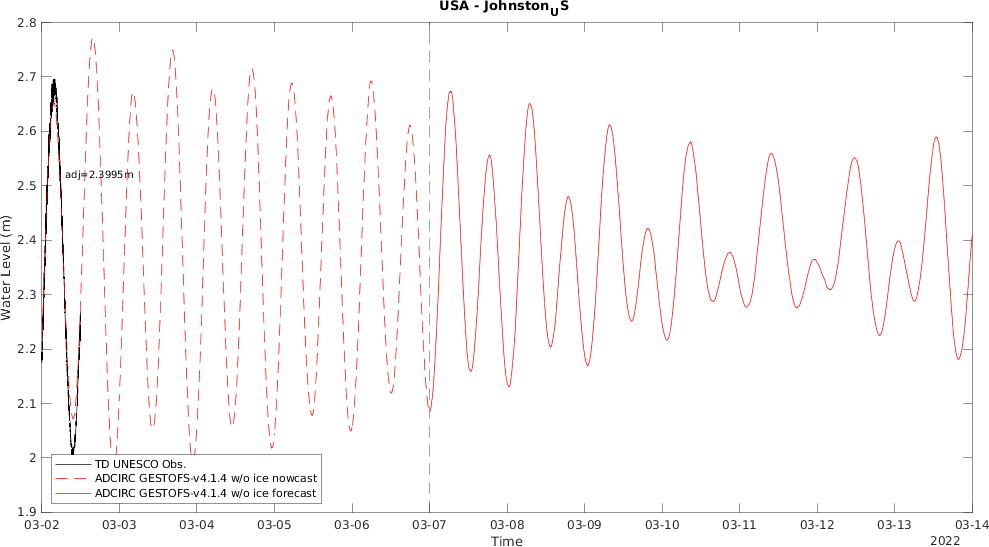 USA - Johnston_US
2.8
2.7
2.6
2.5
2.4
2.3
2.2
2.1
2
1.9
Water Level (m)
adj=2.3995m
TD UNESCO Obs.
ADCIRC GESTOFS-v4.1.4 w/o ice nowcast
ADCIRC GESTOFS-v4.1.4 w/o ice forecast
03-02 03-03 03-04 03-05 03-06 03-07 03-08 03-09 03-10 03-11 03-12 03-13 03-14
Time
2022